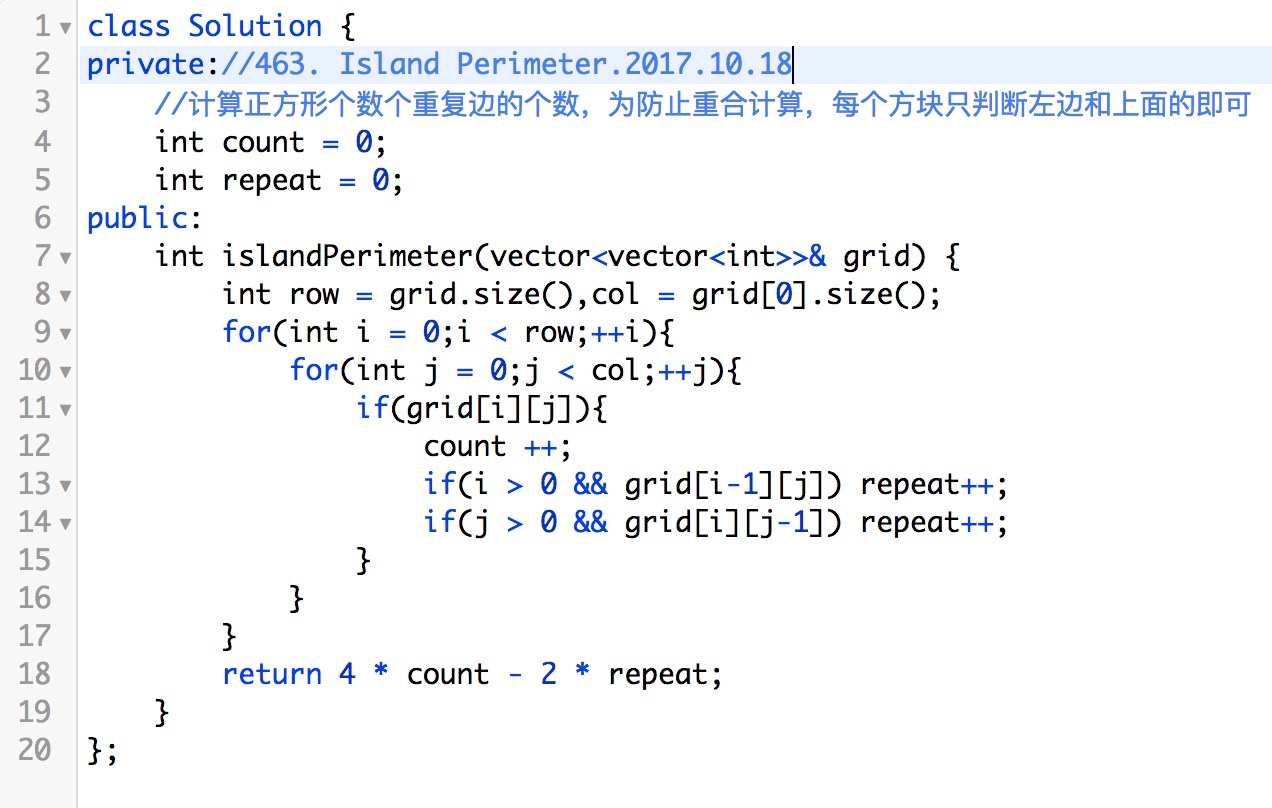 1 class Solution {
2 private://463. Island Perimeter.2017.10.18
3 //计算正方形个数个重复边的个数，为防止重合计算，每个方块只判断左边和上面的即可
4 int count = 0;
5 int repeat = 0;
6 public:
7 int islandPerimeter(vector<vector<int>>& grid) {
8 int row = grid.size(),col = grid[0].size();
9 for(int i = 0;i < row;++i){
10 for(int j = 0;j < col;++j){
11 if(grid[i][j]){
12 count ++;
13 if(i > 0 && grid[i-1][j]) repeat++;
14 if(j > 0 && grid[i][j-1]) repeat++;
15 }
16 }
17 }
18 return 4 * count - 2 * repeat;
19 }
20 };